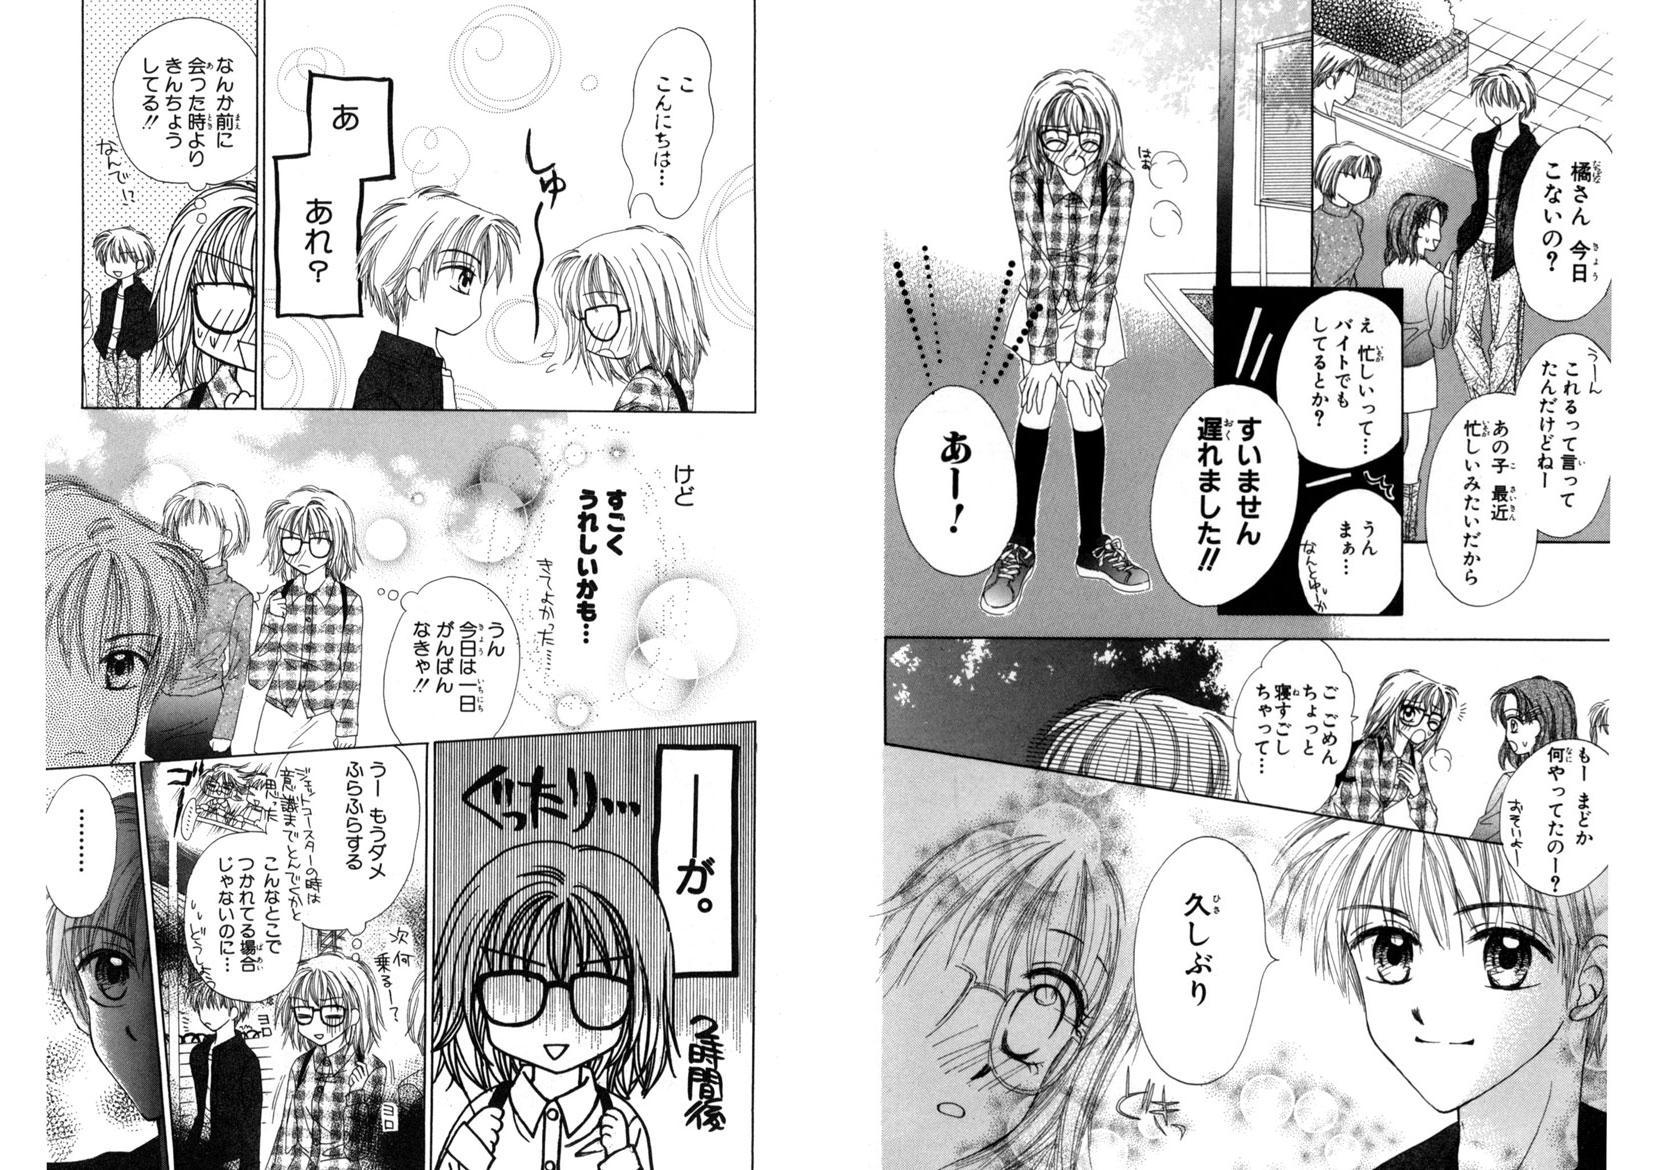 橘さん 今日
こないの?
うーん
これるって言って
たんだけどねー
あの子 最近
忙しいみたいだから
え 忙しいって…
バイトでも
してるとか?
うん
まぁ…
なんとゆーか
すいません
遅れました!!
あー!
はぁ
もー まどか
何やってたのー?
おそいよー
ご ごめん
ちょっと
寝すごし
ちゃって…
久しぶり
どきっ
こ
こんにちは…
しゅー
あ
あれ?
なんか前に
会った時より
きんちょう
してる!!
なんで!?
けど
すごく
うれしいかも…
きてよかった……
うん
今日は一日
がんばん
なきゃ!!
――が。
ぐったり…
2時間後
うー もうダメ
ふらふらする
ジェットコースターの時は
意識までとんでくかと
思った
ゴー
こんなとこで
つかれてる場合
じゃないのに…
どうしよ
次何
乗るーて
ヨロ
ヨロ
………